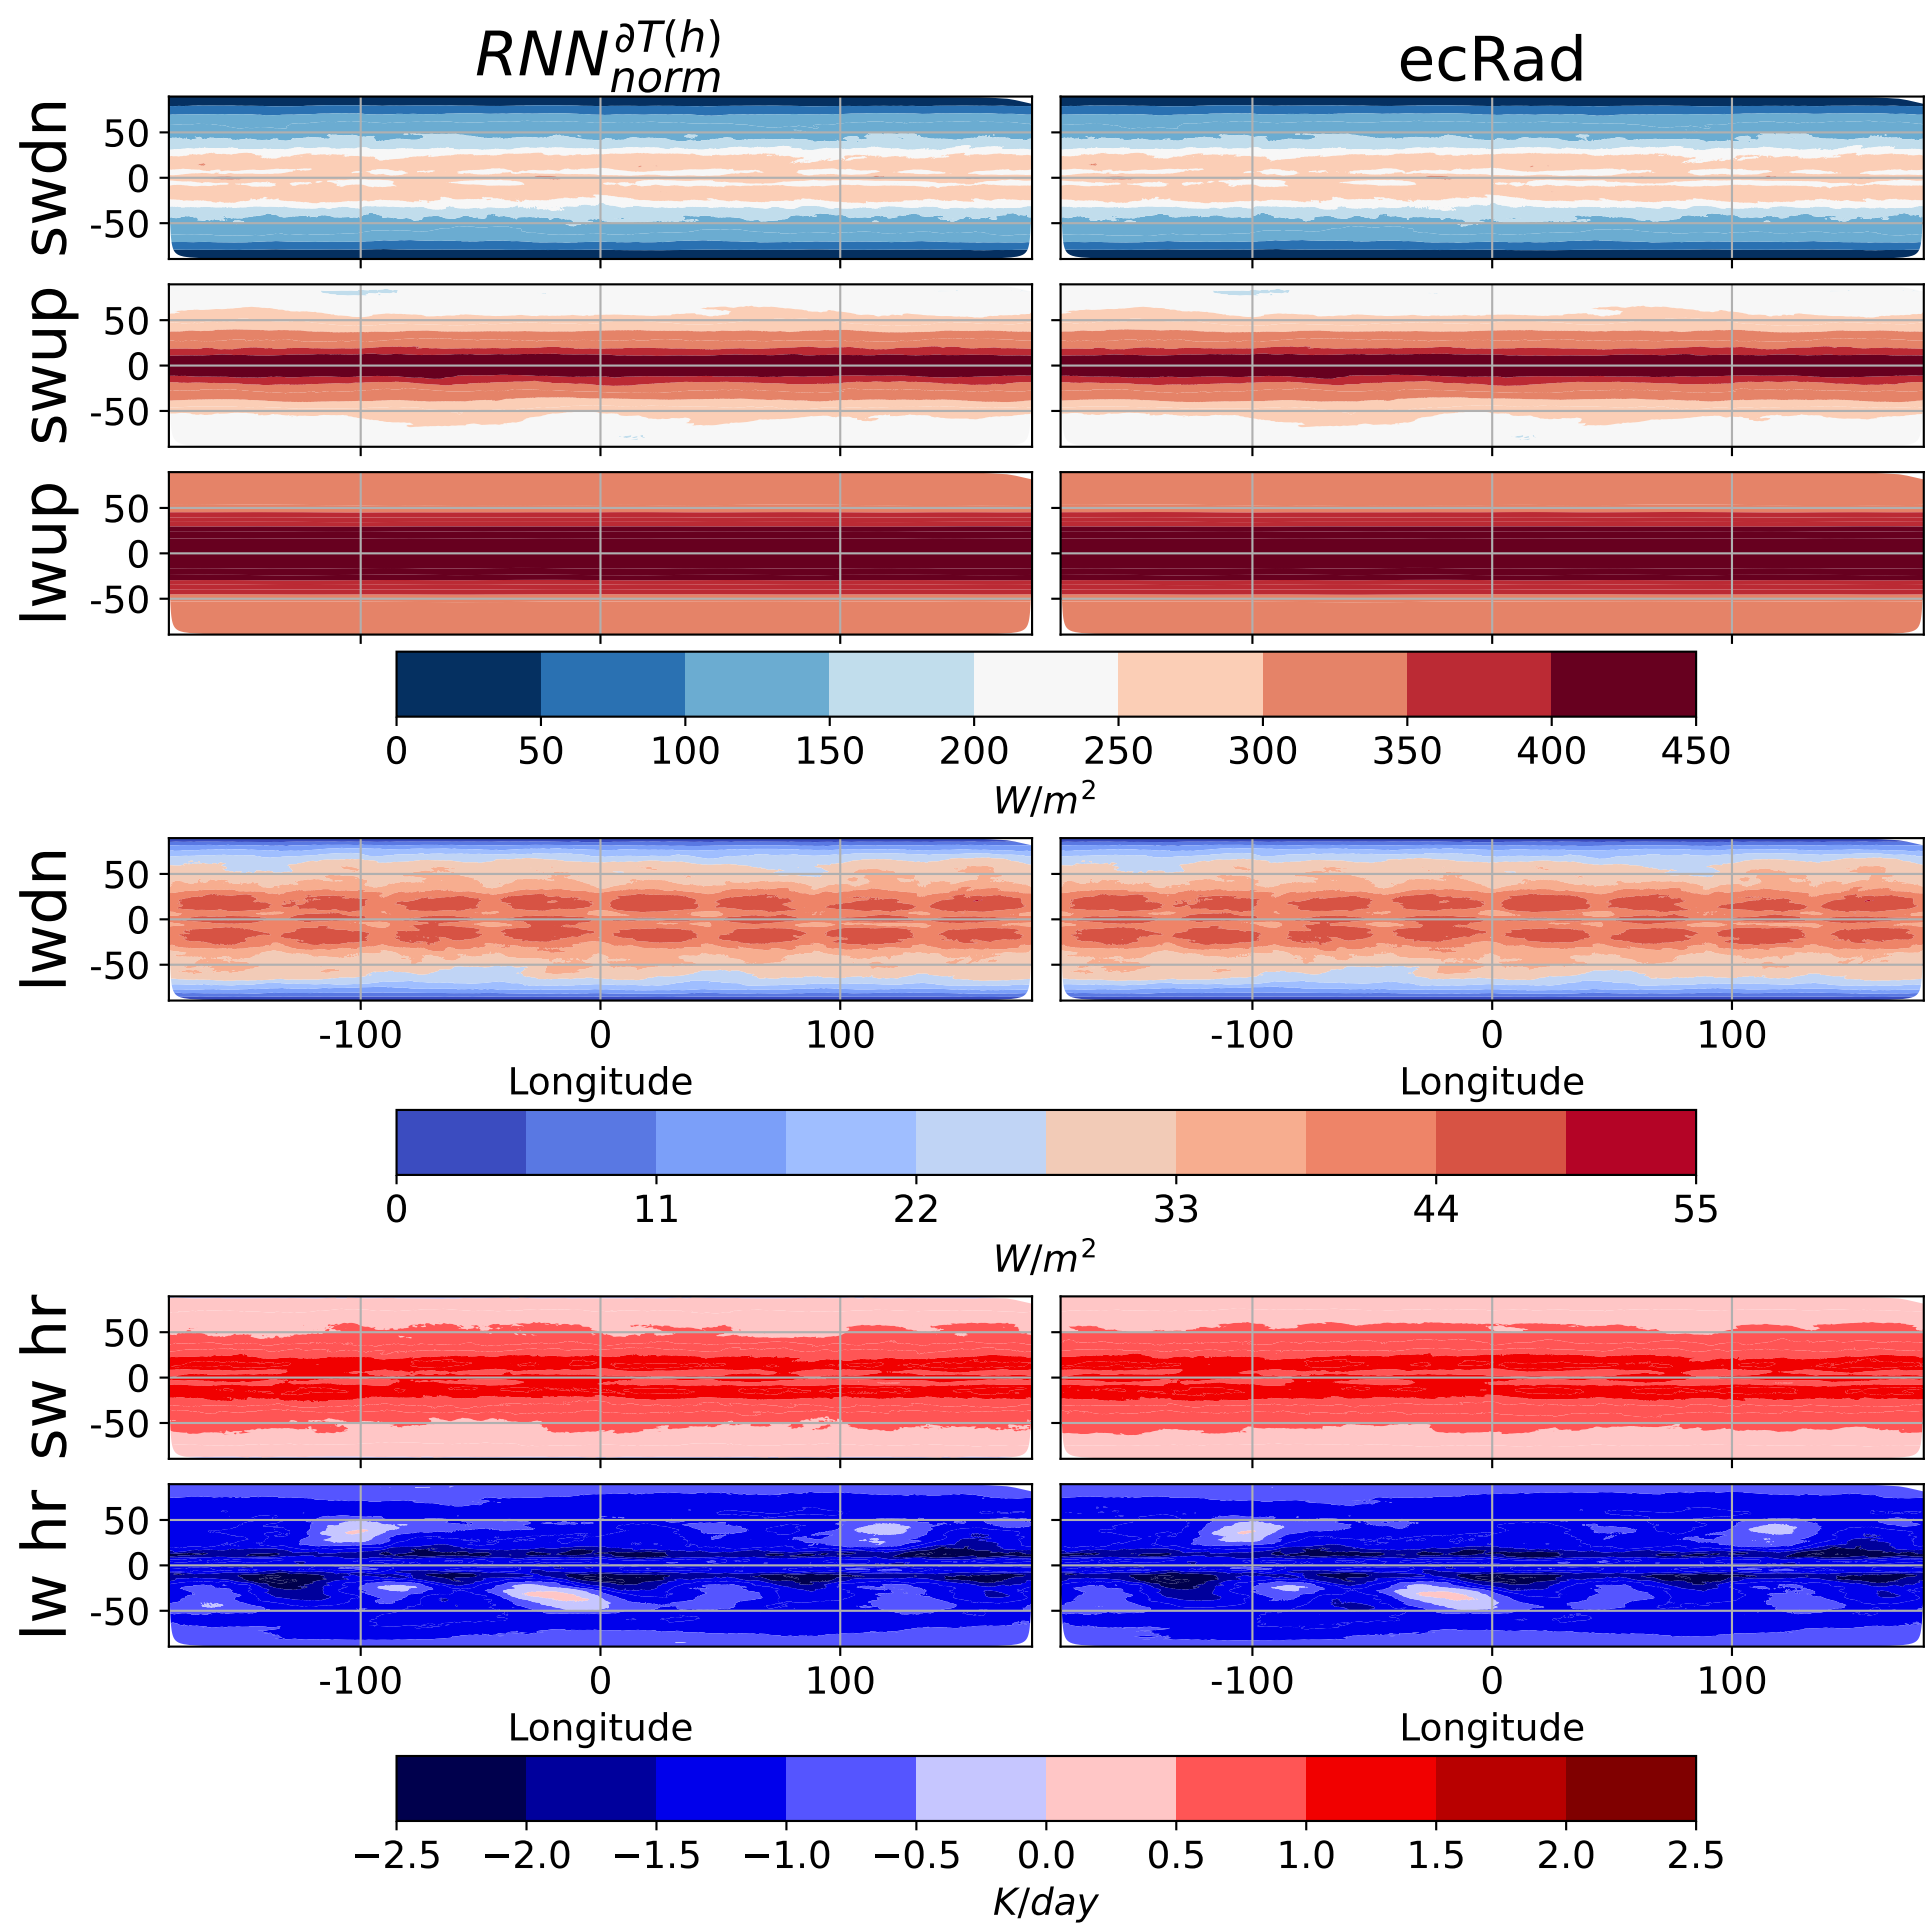 RNN^{∂T(h)}_{norm} ecRad
swdn
50
0
-50
swup
50
0
-50
lwup
50
0
-50
0 50 100 150 200 250 300 350 400 450
W/m²
lwdn
50
0
-50
-100 0 100 -100 0 100
Longitude Longitude
0 11 22 33 44 55
W/m²
sw hr
50
0
-50
lw hr
50
0
-50
-100 0 100 -100 0 100
Longitude Longitude
−2.5 −2.0 −1.5 −1.0 −0.5 0.0 0.5 1.0 1.5 2.0 2.5
K/day